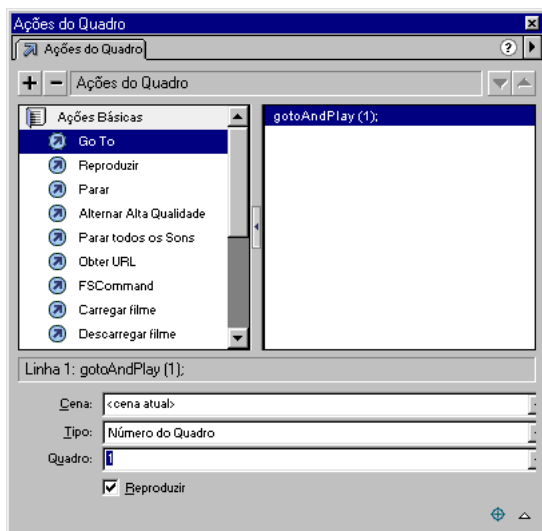 Ações do Quadro
Ações do Quadro
?
Ações do Quadro
Ações Básicas
Go To
Reproduzir
Parar
Alternar Alta Qualidade
Parar todos os Sons
Obter URL
FSCommand
Carregar filme
Descarregar filme
gotoAndPlay (1);
Linha 1: gotoAndPlay (1);
Cena: <cena atual>
Tipo: Número do Quadro
Quadro: 1
Reproduzir